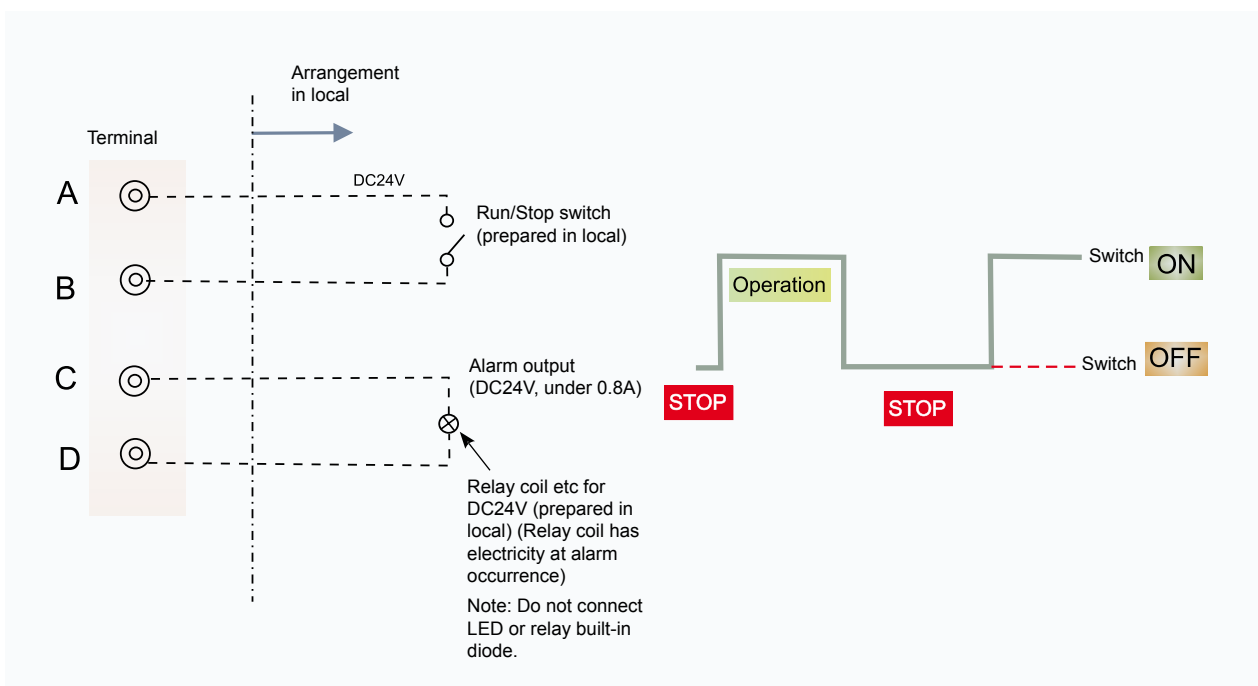 Arrangement
in local
Terminal
A
DC24V
Run/Stop switch
(prepared in local)
B
C
Alarm output
(DC24V, under 0.8A)
D
Relay coil etc for
DC24V (prepared in
local) (Relay coil has
electricity at alarm
occurrence)
Note: Do not connect
LED or relay built-in
diode.
Switch ON
Operation
Switch OFF
STOP
STOP